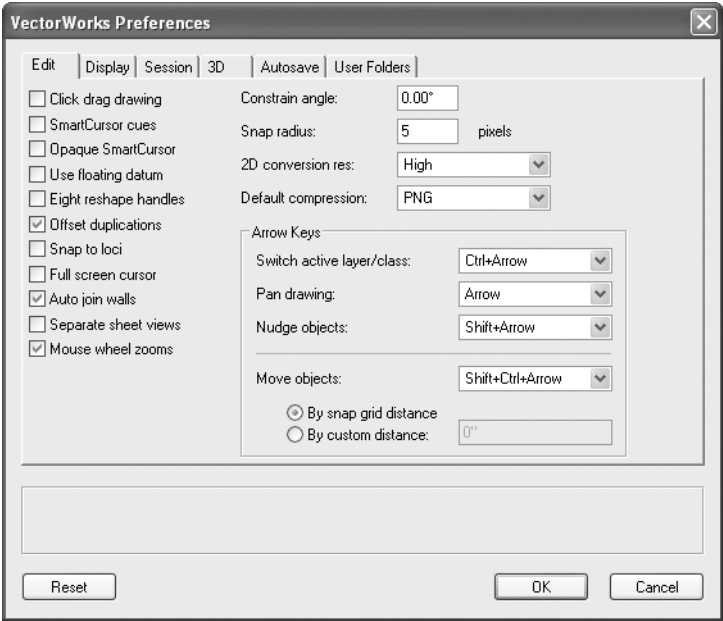 VectorWorks Preferences
Edit Display Session 3D Autosave User Folders
Click drag drawing
SmartCursor cues
Opaque SmartCursor
Use floating datum
Eight reshape handles
Offset duplications
Snap to loci
Full screen cursor
Auto join walls
Separate sheet views
Mouse wheel zooms
Constrain angle: 0.00°
Snap radius: 5 pixels
2D conversion res: High
Default compression: PNG
Arrow Keys
Switch active layer/class: Ctrl+Arrow
Pan drawing: Arrow
Nudge objects: Shift+Arrow
Move objects: Shift+Ctrl+Arrow
By snap grid distance
By custom distance: 0"
Reset OK Cancel